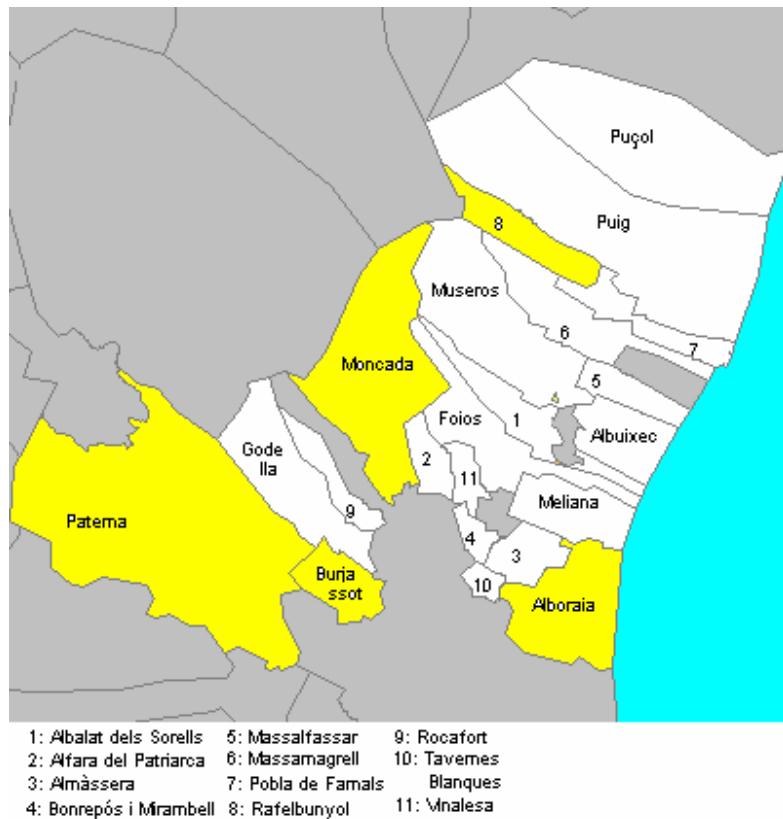 Puçol
Puig
8
Museros
6
7
Moncada
5
4
Foios
1
Albuixec
Gode
lla
2
11
Meliana
9
Paterna
4
3
Burja
ssot
10
Alboraia
1: Albalat dels Sorells
2: Alfara del Patriarca
3: Almàssera
4: Bonrepós i Mirambell
5: Massalfassar
6: Massamagrell
7: Pobla de Farnals
8: Rafelbunyol
9: Rocafort
10: Tavernes
Blanques
11: Vinalesa